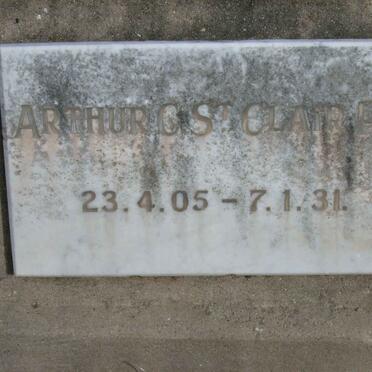 ARTHUR C. ST CLAIR
23.4.05 - 7.1.31.